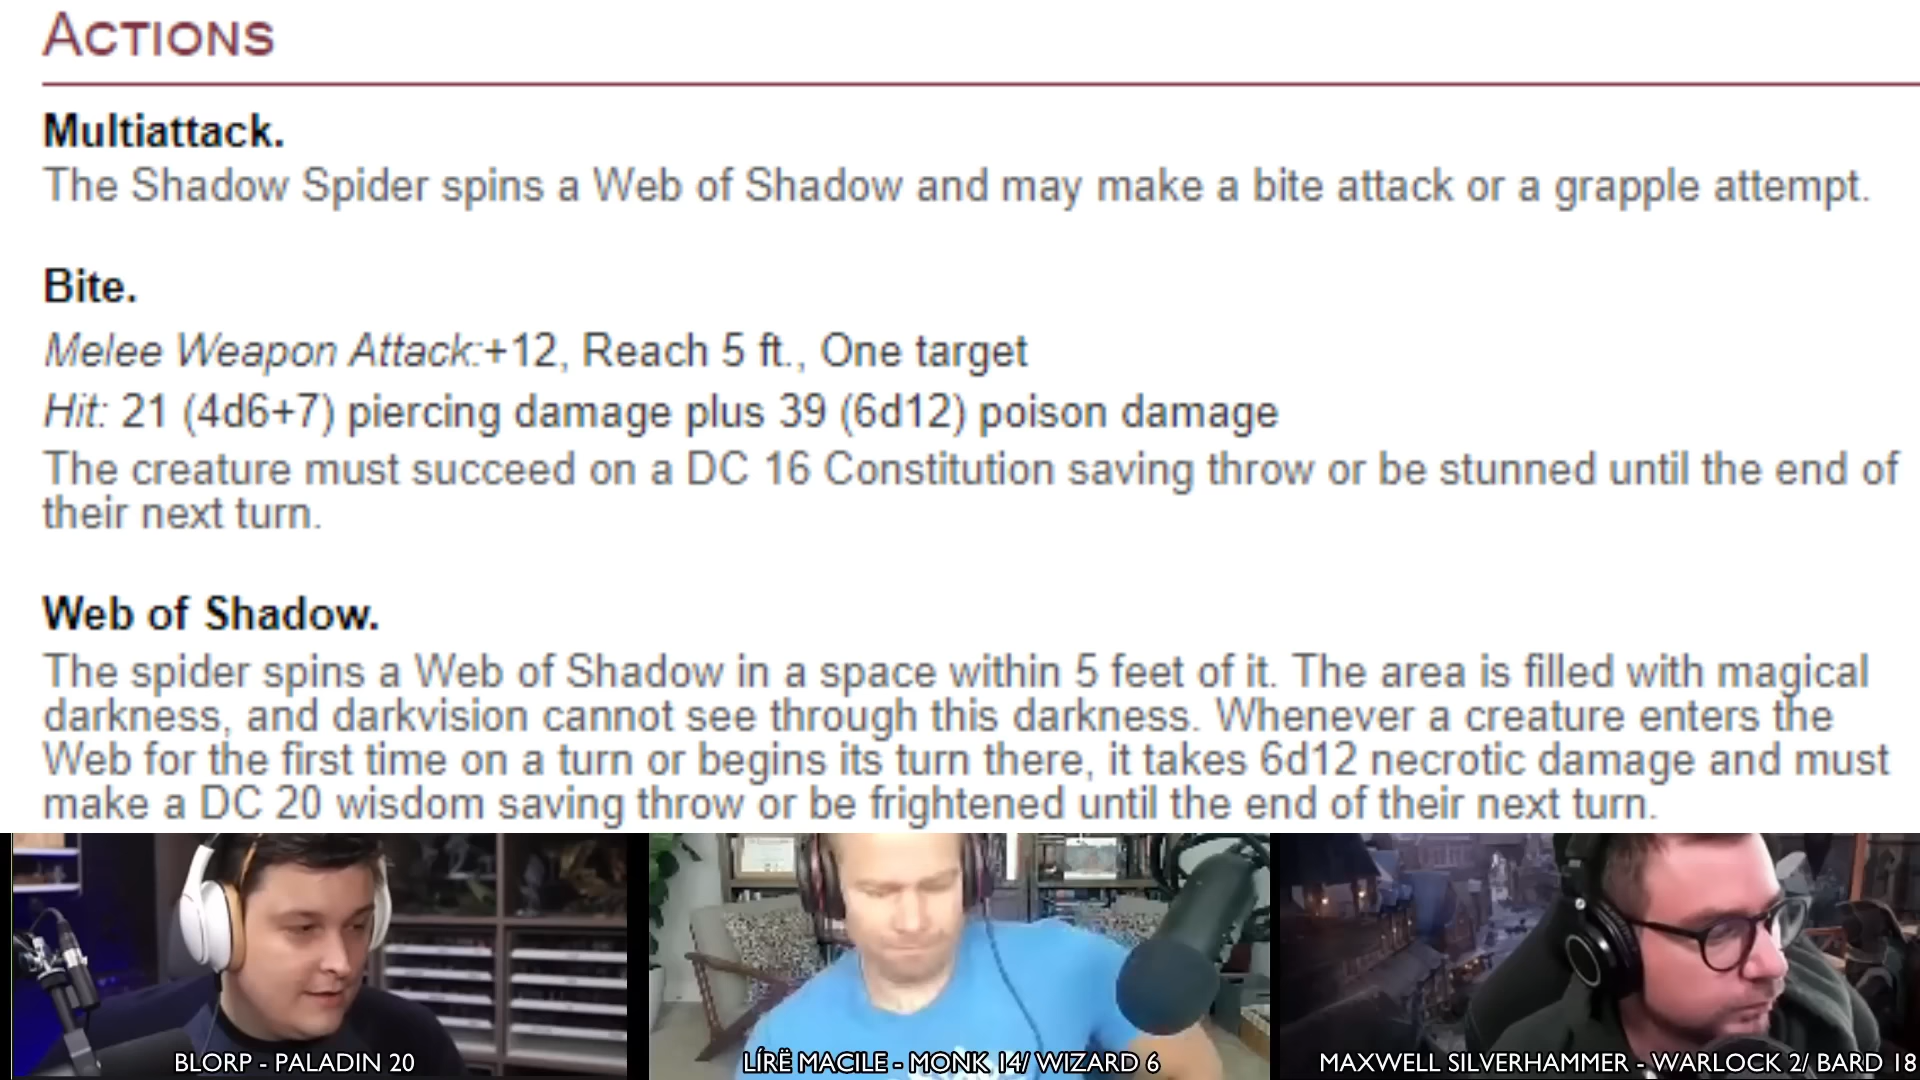 ACTIONS
Multiattack.
The Shadow Spider spins a Web of Shadow and may make a bite attack or a grapple attempt.
Bite.
Melee Weapon Attack:+12, Reach 5 ft., One target
Hit: 21 (4d6+7) piercing damage plus 39 (6d12) poison damage
The creature must succeed on a DC 16 Constitution saving throw or be stunned until the end of
their next turn.
Web of Shadow.
The spider spins a Web of Shadow in a space within 5 feet of it. The area is filled with magical
darkness, and darkvision cannot see through this darkness. Whenever a creature enters the
Web for the first time on a turn or begins its turn there, it takes 6d12 necrotic damage and must
make a DC 20 wisdom saving throw or be frightened until the end of their next turn.
BLORP - PALADIN 20
LÍRË MACILE - MONK 14/ WIZARD 6
MAXWELL SILVERHAMMER - WARLOCK 2/ BARD 18